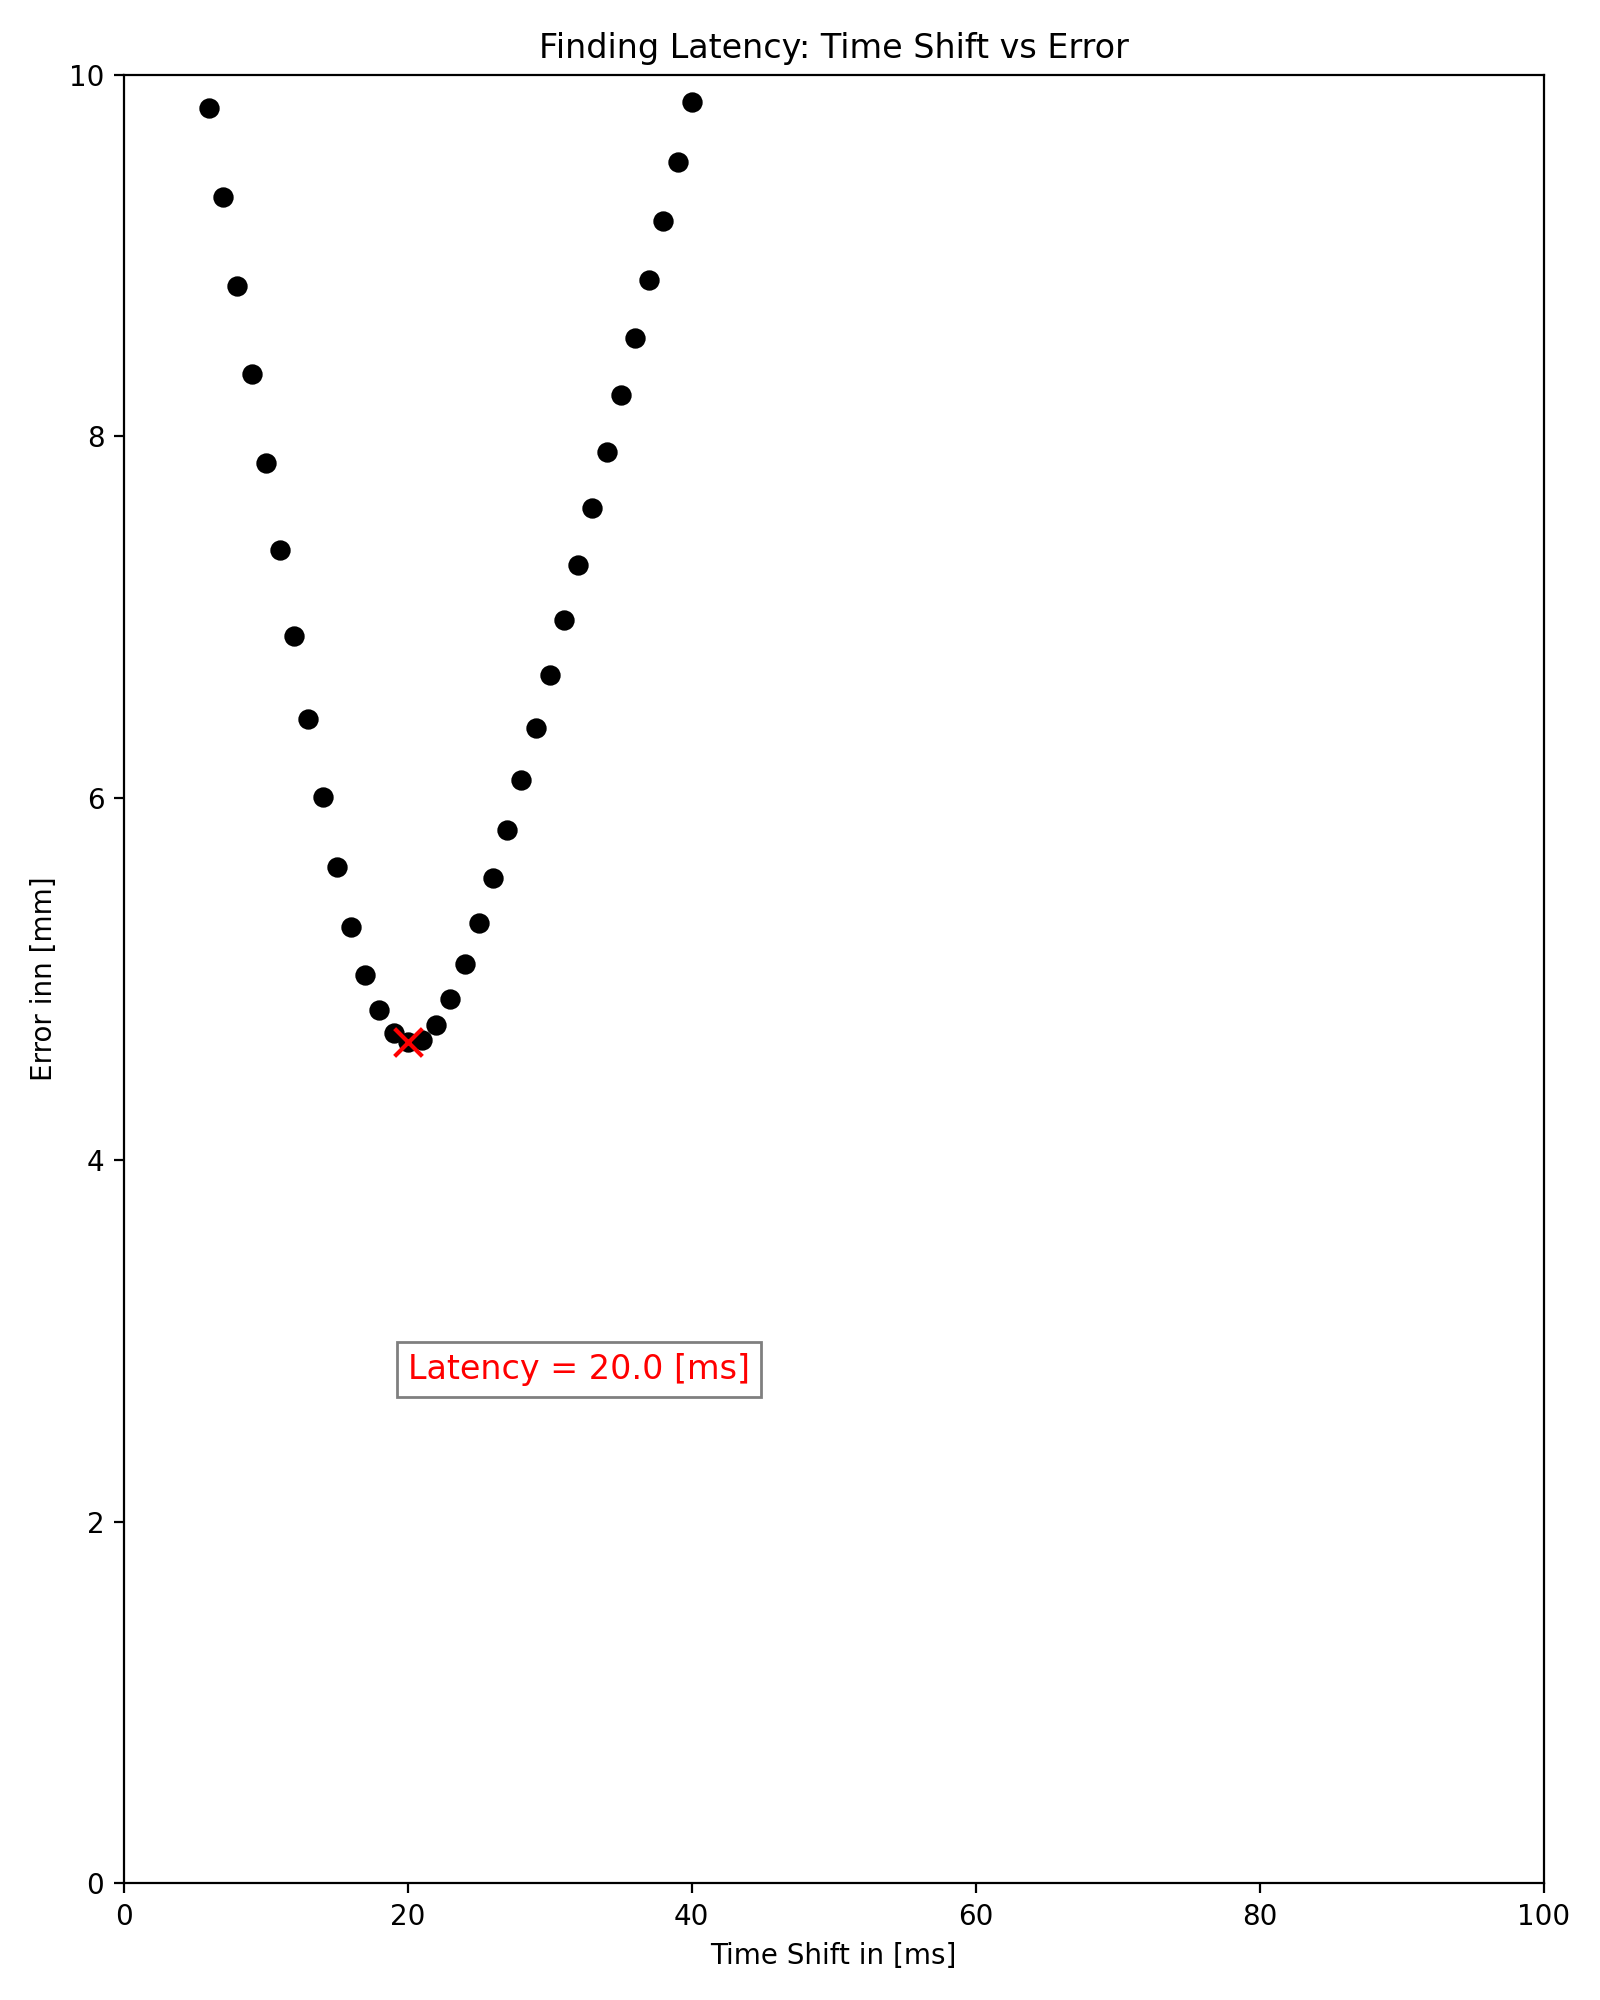 Finding Latency: Time Shift vs Error
10
8
6
4
2
0
Error inn [mm]
Latency = 20.0 [ms]
0 20 40 60 80 100
Time Shift in [ms]